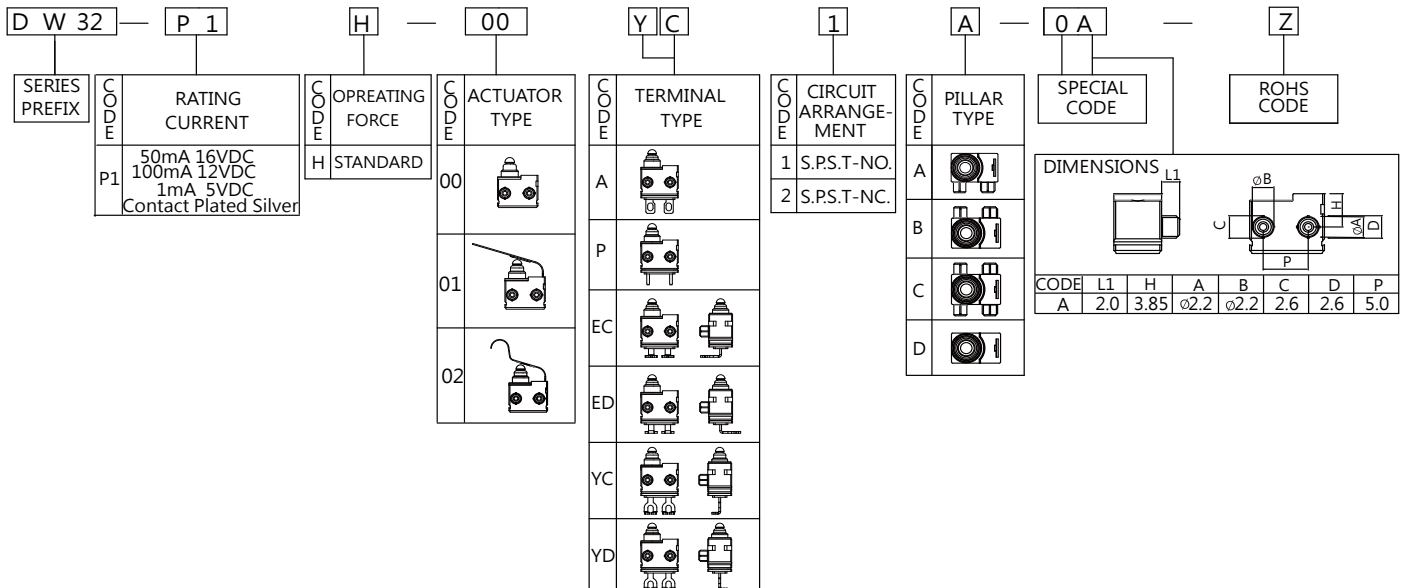 D W 32 — P 1 H — 00 Y C 1 A — 0 A — Z
SERIES
PREFIX
CODE
RATING
CURRENT
P1
50mA 16VDC
100mA 12VDC
1mA 5VDC
Contact Plated Silver
CODE
OPREATING
FORCE
H STANDARD
CODE
ACTUATOR
TYPE
00
01
02
CODE
TERMINAL
TYPE
A
P
EC
ED
YC
YD
CODE
CIRCUIT
ARRANGE-
MENT
1 S.P.S.T-NO.
2 S.P.S.T-NC.
CODE
PILLAR
TYPE
A
B
C
D
SPECIAL
CODE
ROHS
CODE
DIMENSIONS
L1
øB
H
C
øA
D
P
CODE L1 H A B C D P
A 2.0 3.85 ø2.2 ø2.2 2.6 2.6 5.0